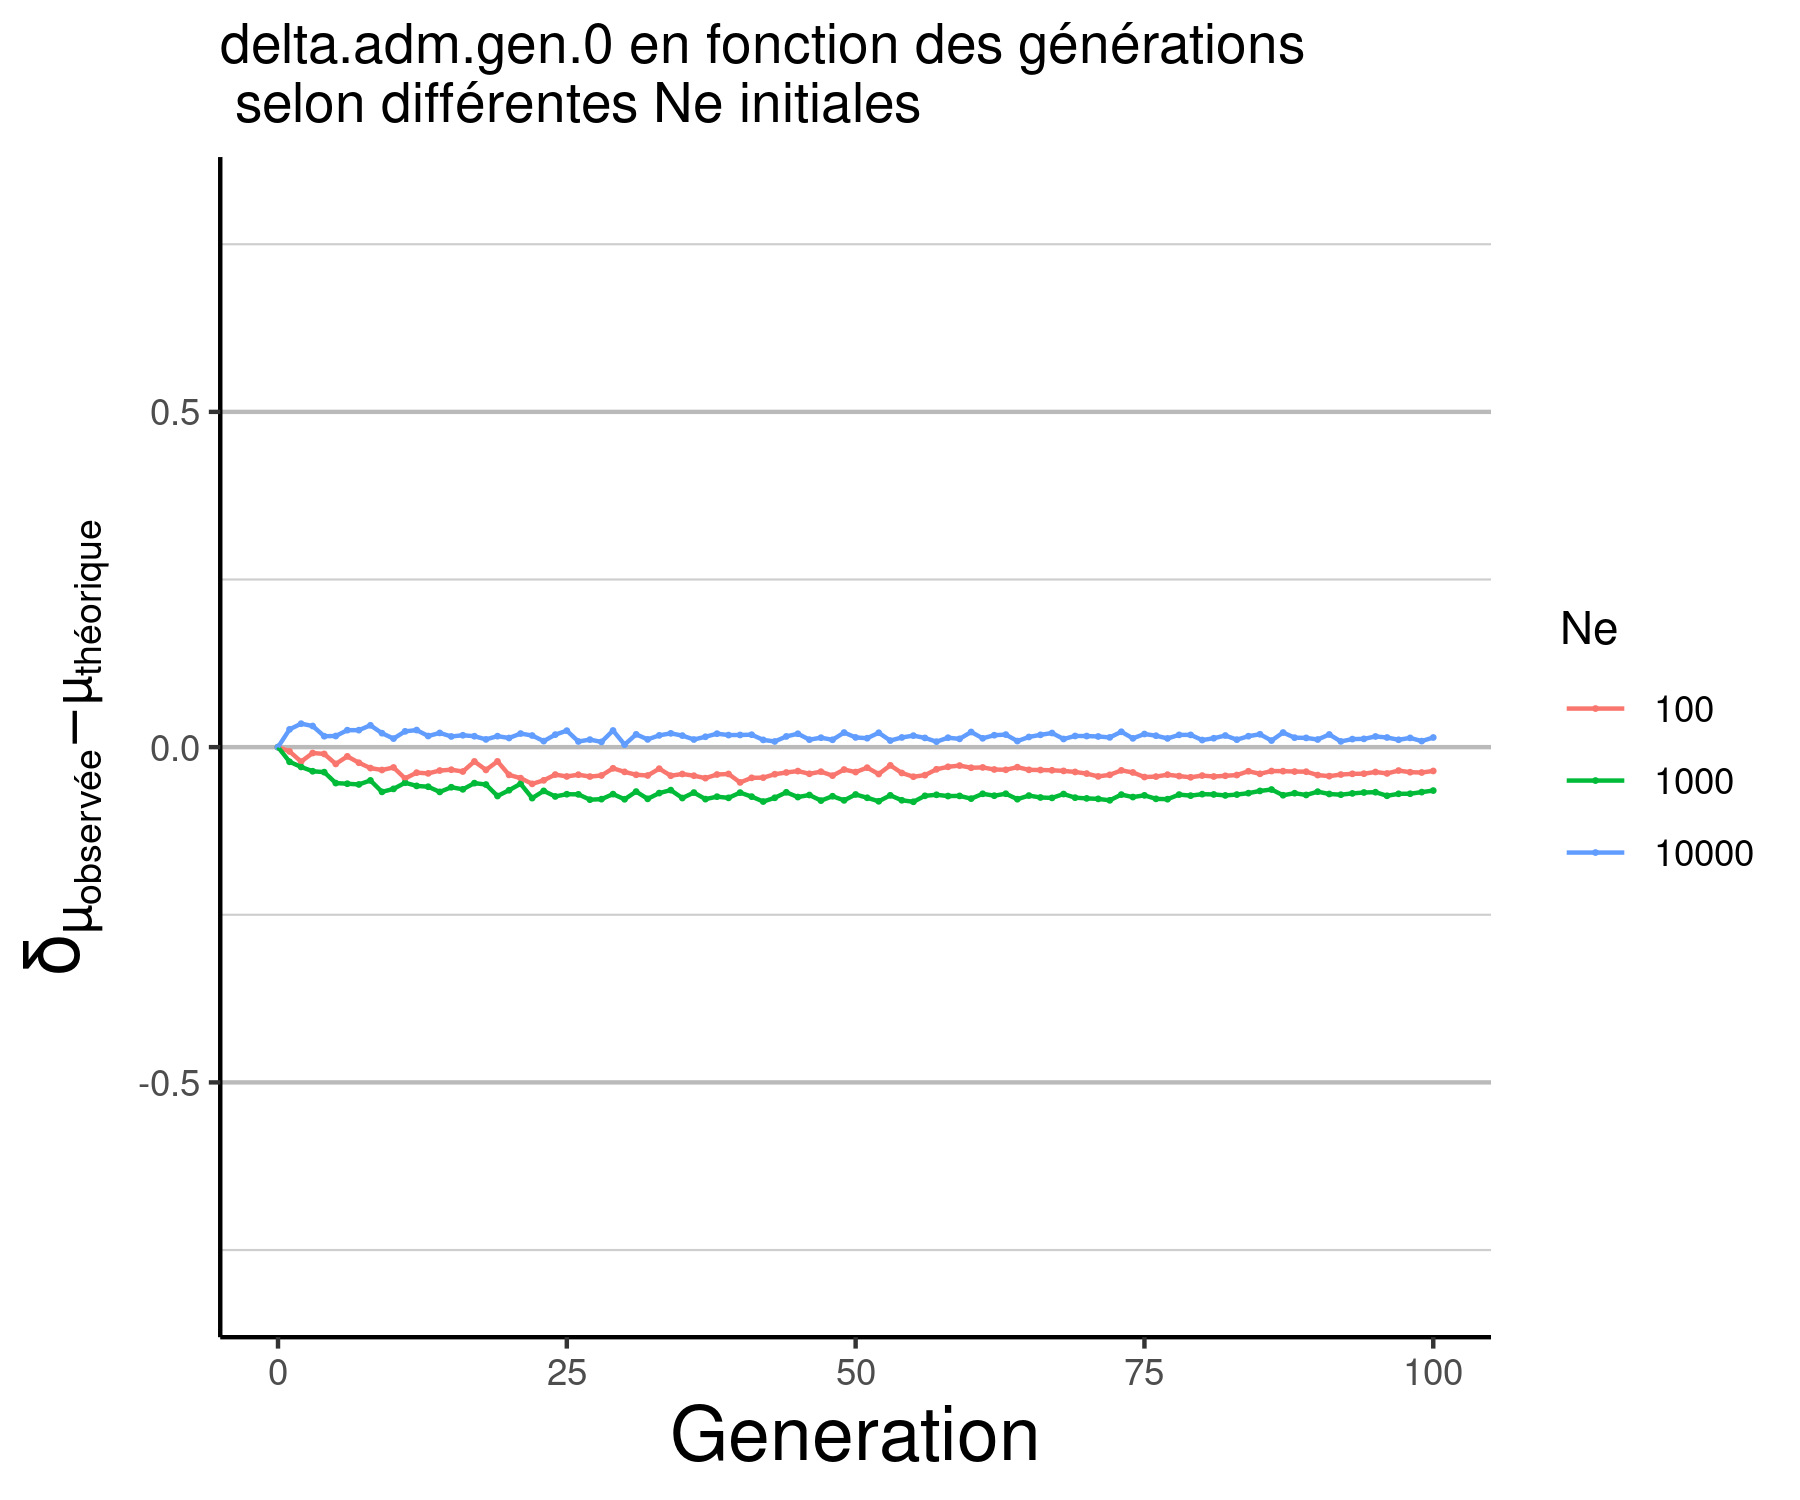 delta.adm.gen.0 en fonction des générations
selon différentes Ne initiales
0.5
0.0
-0.5
δμobservée − μthéorique
0 25 50 75 100
Generation
Ne
100
1000
10000